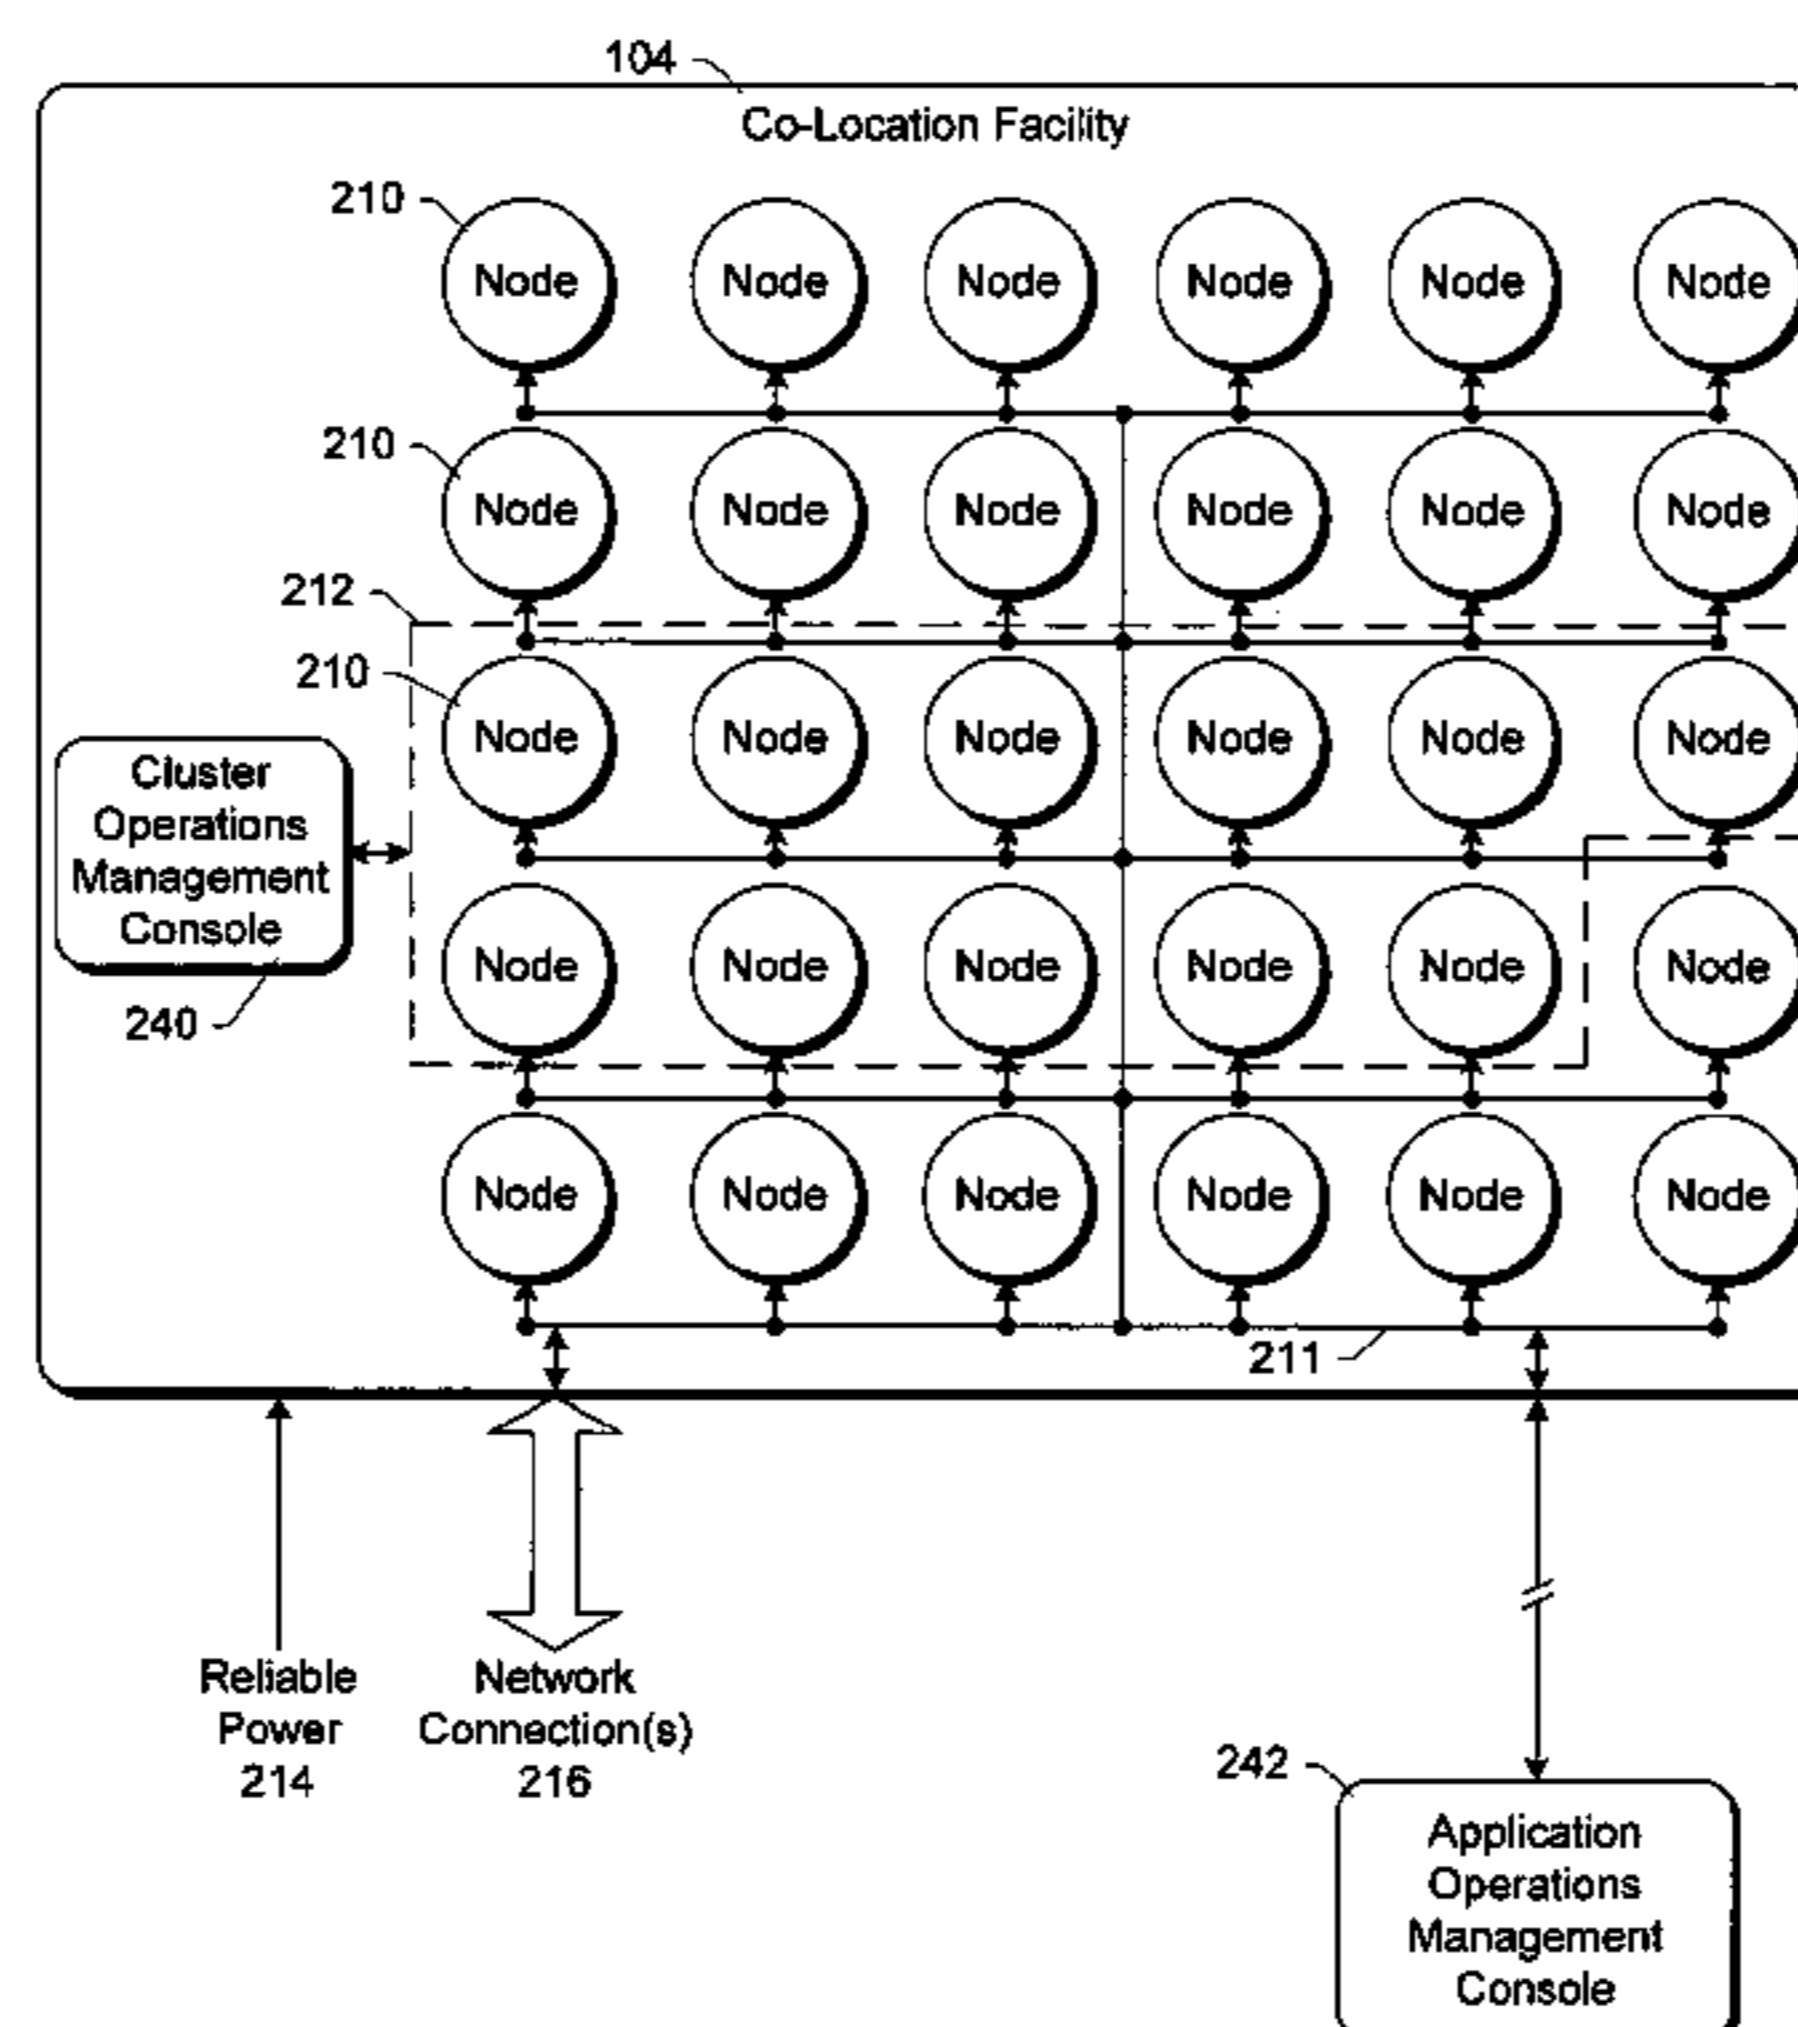 104
Co-Location Facility
210
Node Node Node Node Node Node
210
Node Node Node Node Node Node
212
210
Node Node Node Node Node Node
Cluster
Operations
Management
Console
240
Node Node Node Node Node Node
Node Node Node Node Node Node
211
Reliable
Power
214
Network
Connection(s)
216
242
Application
Operations
Management
Console